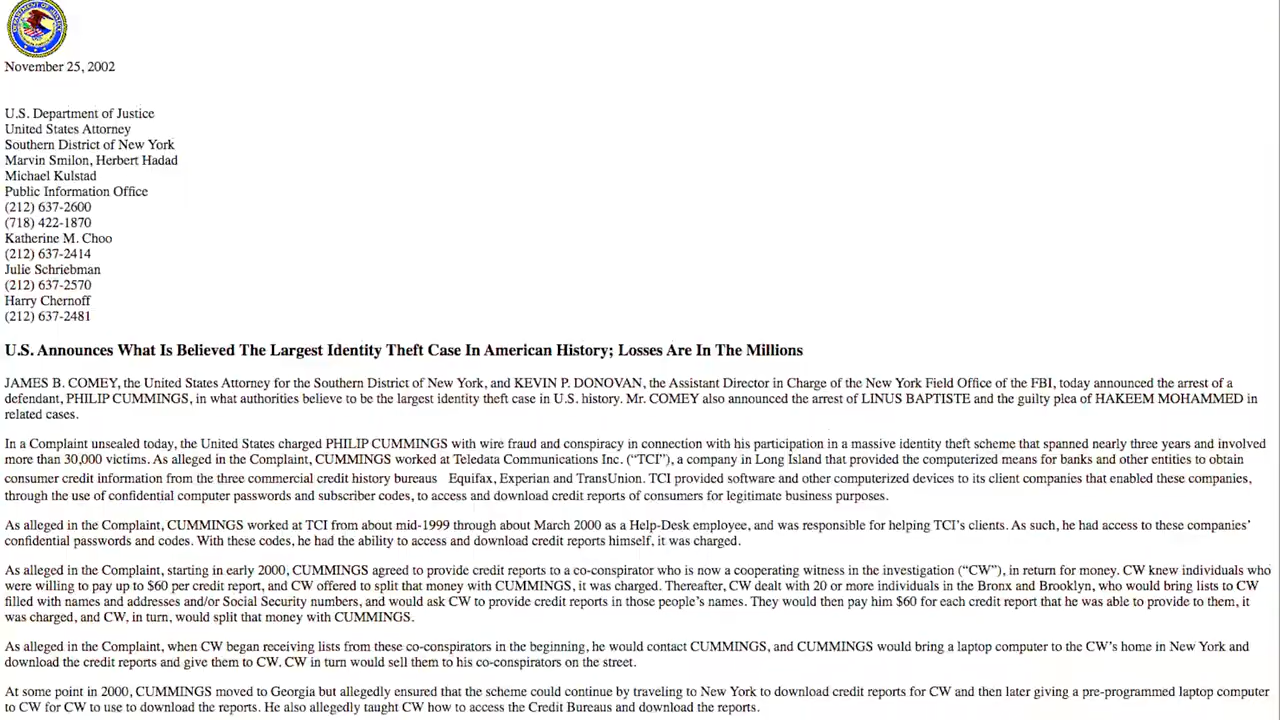 November 25, 2002
U.S. Department of Justice
United States Attorney
Southern District of New York
Marvin Smilon, Herbert Hadad
Michael Kulstad
Public Information Office
(212) 637-2600
(718) 422-1870
Katherine M. Choo
(212) 637-2414
Julie Schriebman
(212) 637-2570
Harry Chernoff
(212) 637-2481
U.S. Announces What Is Believed The Largest Identity Theft Case In American History; Losses Are In The Millions
JAMES B. COMEY, the United States Attorney for the Southern District of New York, and KEVIN P. DONOVAN, the Assistant Director in Charge of the New York Field Office of the FBI, today announced the arrest of a
defendant, PHILIP CUMMINGS, in what authorities believe to be the largest identity theft case in U.S. history. Mr. COMEY also announced the arrest of LINUS BAPTISTE and the guilty plea of HAKEEM MOHAMMED in
related cases.
In a Complaint unsealed today, the United States charged PHILIP CUMMINGS with wire fraud and conspiracy in connection with his participation in a massive identity theft scheme that spanned nearly three years and involved
more than 30,000 victims. As alleged in the Complaint, CUMMINGS worked at Teledata Communications Inc. (“TCI”), a company in Long Island that provided the computerized means for banks and other entities to obtain
consumer credit information from the three commercial credit history bureaus Equifax, Experian and TransUnion. TCI provided software and other computerized devices to its client companies that enabled these companies,
through the use of confidential computer passwords and subscriber codes, to access and download credit reports of consumers for legitimate business purposes.
As alleged in the Complaint, CUMMINGS worked at TCI from about mid-1999 through about March 2000 as a Help-Desk employee, and was responsible for helping TCI’s clients. As such, he had access to these companies’
confidential passwords and codes. With these codes, he had the ability to access and download credit reports himself, it was charged.
As alleged in the Complaint, starting in early 2000, CUMMINGS agreed to provide credit reports to a co-conspirator who is now a cooperating witness in the investigation (“CW”), in return for money. CW knew individuals who
were willing to pay up to $60 per credit report, and CW offered to split that money with CUMMINGS, it was charged. Thereafter, CW dealt with 20 or more individuals in the Bronx and Brooklyn, who would bring lists to CW
filled with names and addresses and/or Social Security numbers, and would ask CW to provide credit reports in those people’s names. They would then pay him $60 for each credit report that he was able to provide to them, it
was charged, and CW, in turn, would split that money with CUMMINGS.
As alleged in the Complaint, when CW began receiving lists from these co-conspirators in the beginning, he would contact CUMMINGS, and CUMMINGS would bring a laptop computer to the CW’s home in New York and
download the credit reports and give them to CW. CW in turn would sell them to his co-conspirators on the street.
At some point in 2000, CUMMINGS moved to Georgia but allegedly ensured that the scheme could continue by traveling to New York to download credit reports for CW and then later giving a pre-programmed laptop computer
to CW for CW to use to download the reports. He also allegedly taught CW how to access the Credit Bureaus and download the reports.